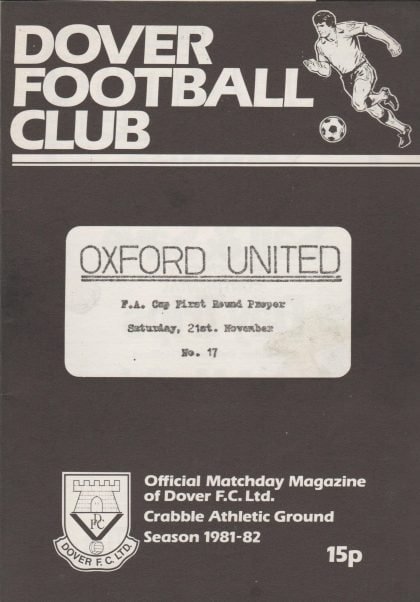 DOVER
FOOTBALL
CLUB
OXFORD UNITED
F.A. Cup First Round Proper
Saturday, 21st. November
No. 17
Official Matchday Magazine
of Dover F.C. Ltd.
Crabble Athletic Ground
Season 1981-82
15p
DFC
DOVER F.C. LTD.